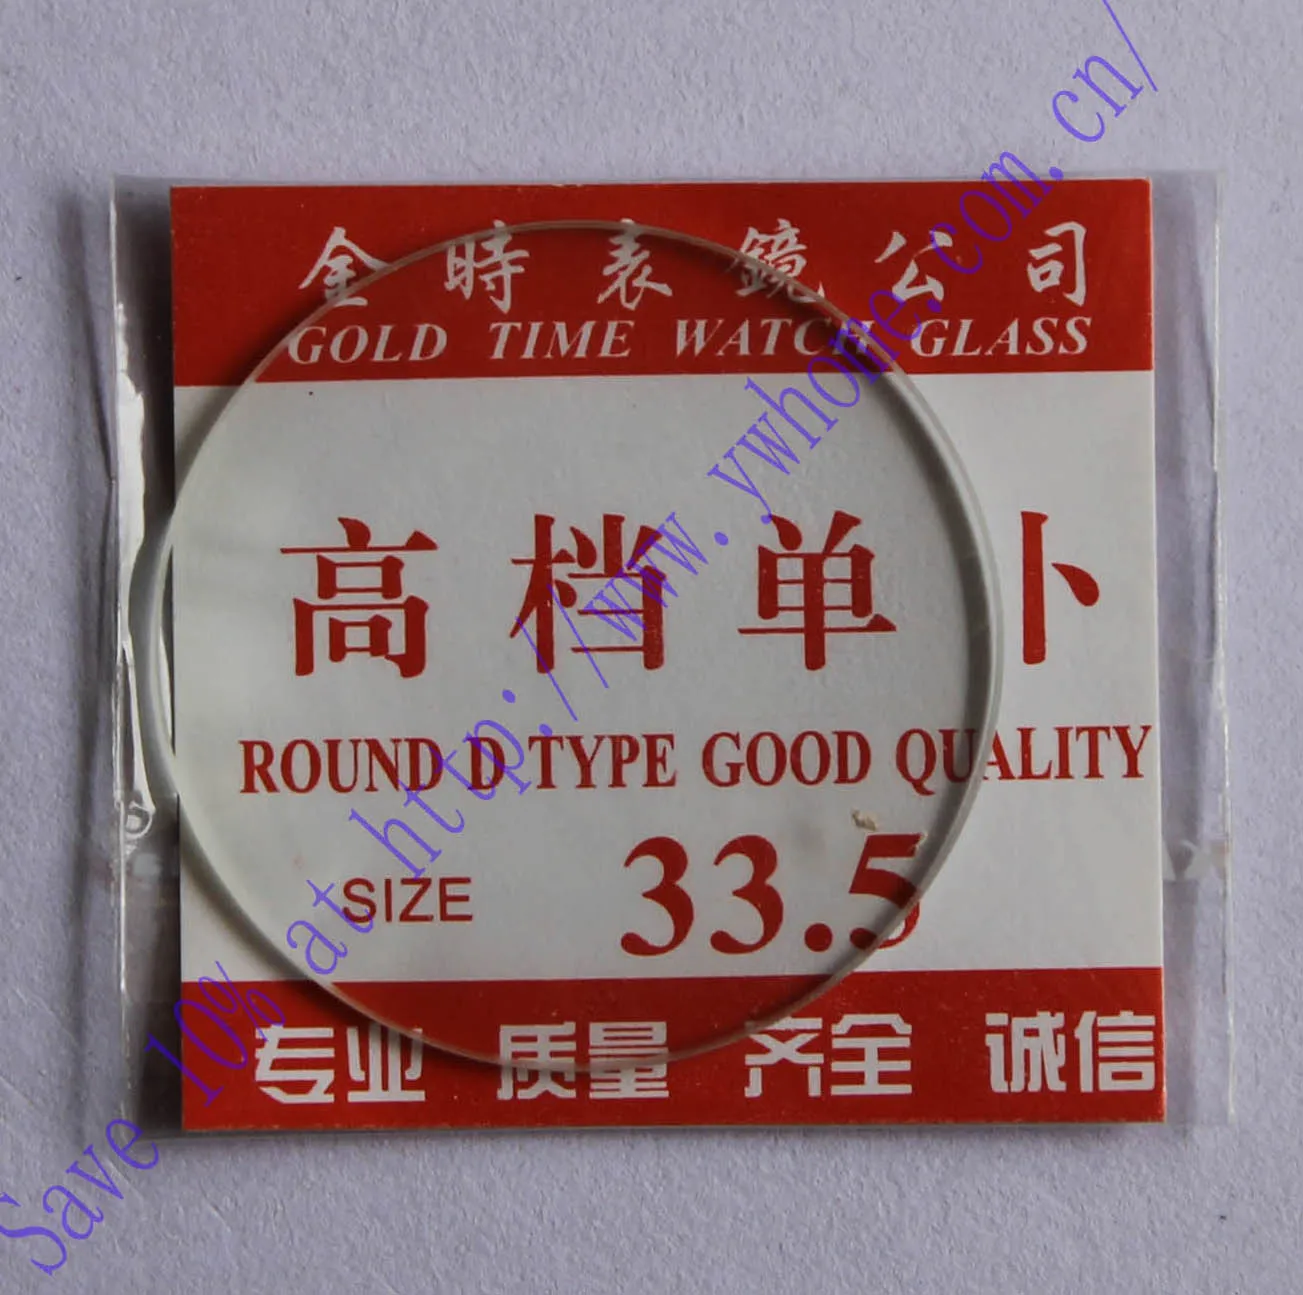 金時表鏡公司
GOLD TIME WATCH GLASS
高档单卜
ROUND D TYPE GOOD QUALITY
SIZE 33.5
专业 质量 齐全 诚信
Save 10% at http://www.ywhome.com.cn/